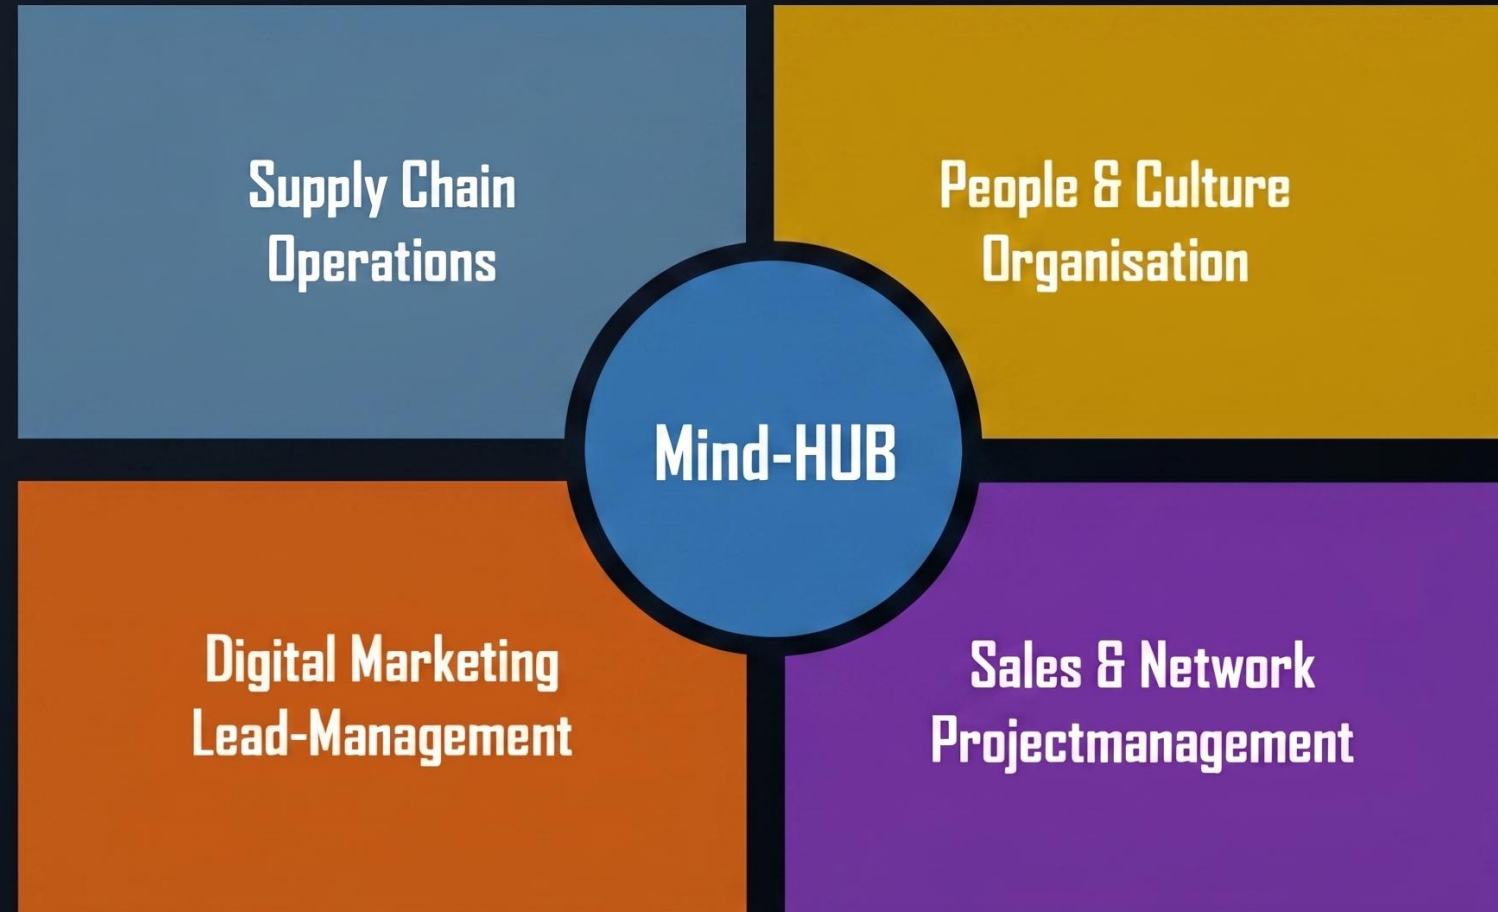 Supply Chain
Operations
People & Culture
Organisation
Mind-HUB
Digital Marketing
Lead-Management
Sales & Network
Projectmanagement